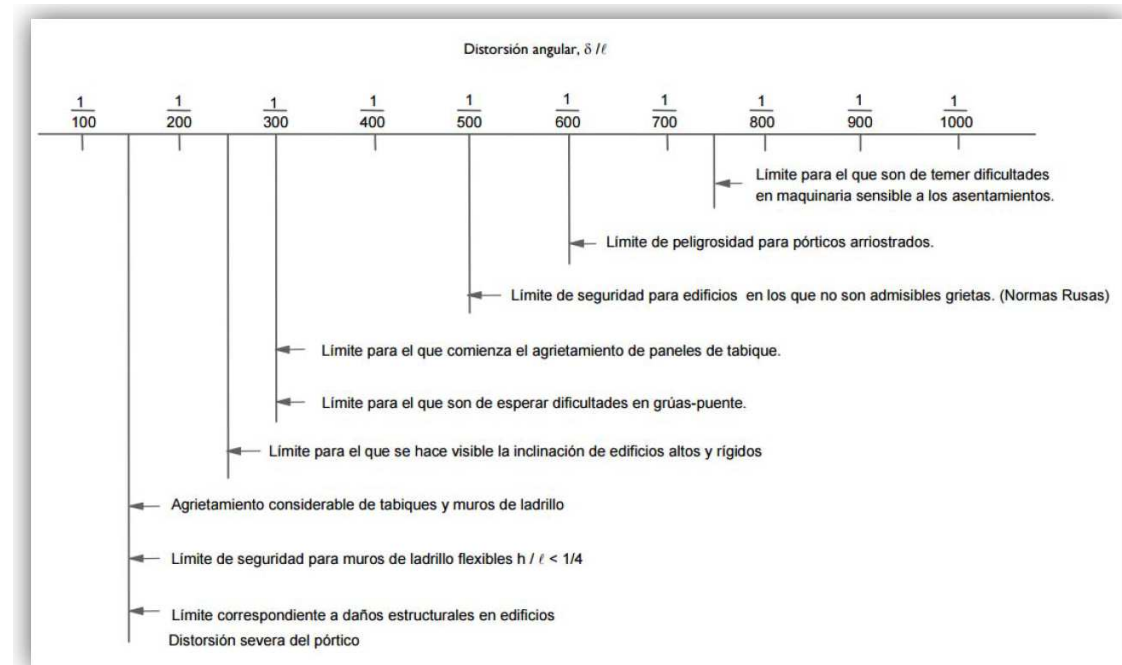 Distorsión angular, δ /ℓ
1/100 1/200 1/300 1/400 1/500 1/600 1/700 1/800 1/900 1/1000
Límite para el que son de temer dificultades
en maquinaria sensible a los asentamientos.
Límite de peligrosidad para pórticos arriostrados.
Límite de seguridad para edificios en los que no son admisibles grietas. (Normas Rusas)
Límite para el que comienza el agrietamiento de paneles de tabique.
Límite para el que son de esperar dificultades en grúas-puente.
Límite para el que se hace visible la inclinación de edificios altos y rígidos
Agrietamiento considerable de tabiques y muros de ladrillo
Límite de seguridad para muros de ladrillo flexibles h / ℓ < 1/4
Límite correspondiente a daños estructurales en edificios
Distorsión severa del pórtico